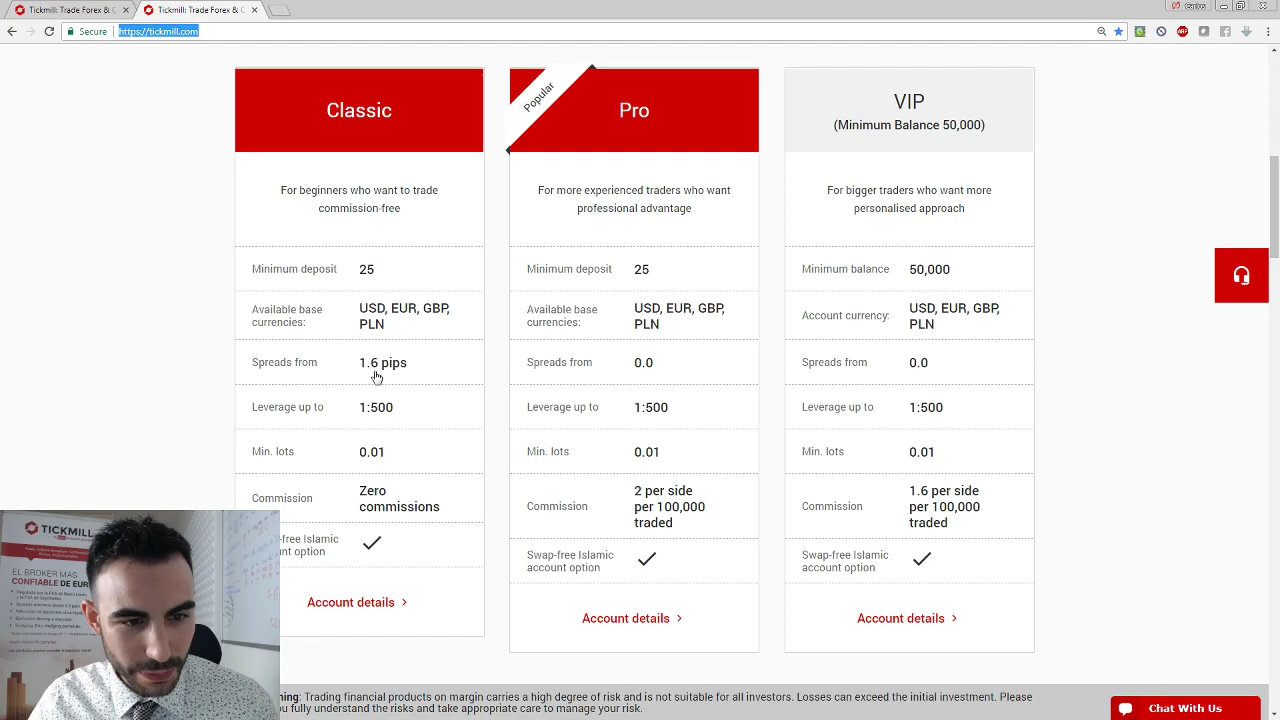 Tickmill: Trade Forex & C
Tickmill: Trade Forex & C
Secure
https://tickmill.com
Classic
For beginners who want to trade
commission-free
Minimum deposit 25
Available base
currencies:
USD, EUR, GBP,
PLN
Spreads from 1.6 pips
Leverage up to 1:500
Min. lots 0.01
Commission
Zero
commissions
-free Islamic
nt option
Account details >
Popular
Pro
For more experienced traders who want
professional advantage
Minimum deposit 25
Available base
currencies:
USD, EUR, GBP,
PLN
Spreads from 0.0
Leverage up to 1:500
Min. lots 0.01
Commission
2 per side
per 100,000
traded
Swap-free Islamic
account option
Account details >
VIP
(Minimum Balance 50,000)
For bigger traders who want more
personalised approach
Minimum balance 50,000
Account currency:
USD, EUR, GBP,
PLN
Spreads from 0.0
Leverage up to 1:500
Min. lots 0.01
Commission
1.6 per side
per 100,000
traded
Swap-free Islamic
account option
Account details >
TICKMILL
EL BROKER MÁS
CONFIABLE DE EUR
ning: Trading financial products on margin carries a high degree of risk and is not suitable for all investors. Losses can exceed the initial investment. Please
u fully understand the risks and take appropriate care to manage your risk.
Chat With Us